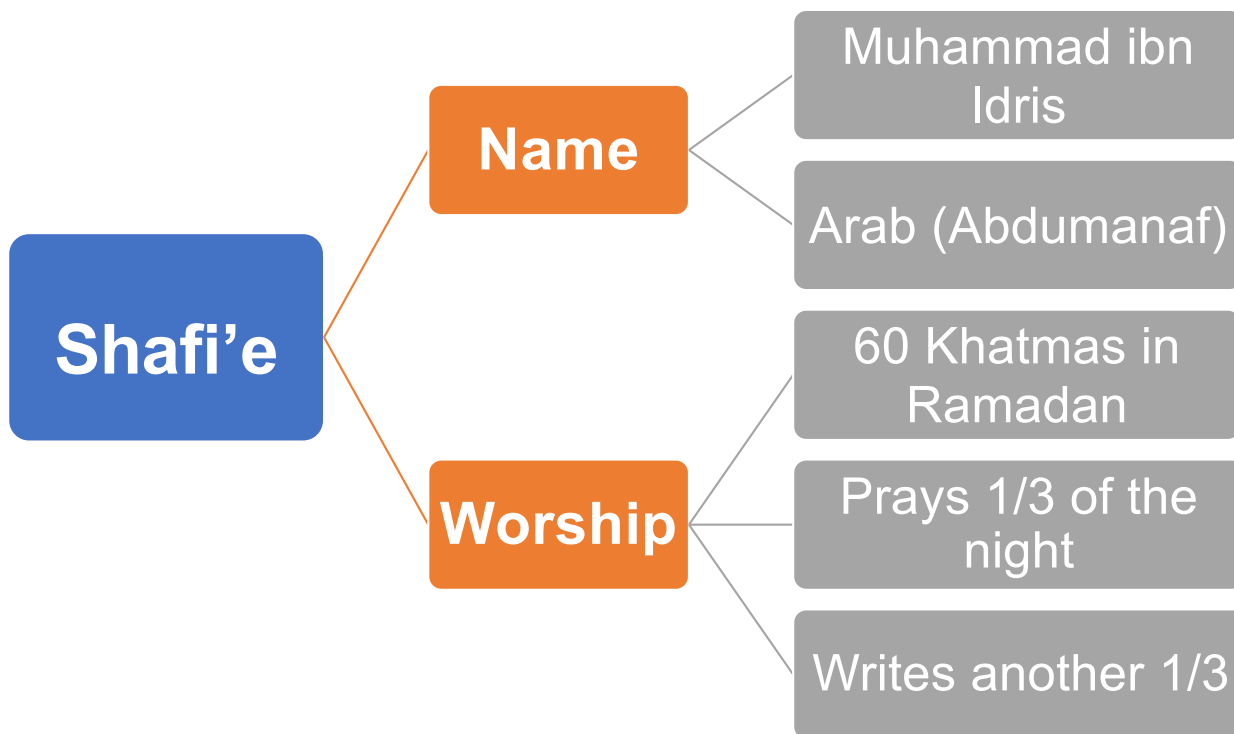 Shafi’e
Name
Muhammad ibn
Idris
Arab (Abdumanaf)
Worship
60 Khatmas in
Ramadan
Prays 1/3 of the
night
Writes another 1/3